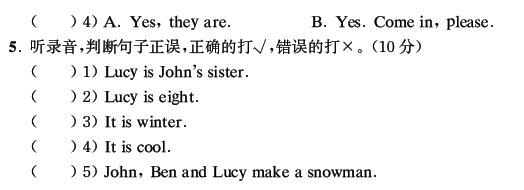 (　　) 4) A. Yes, they are.　　B. Yes. Come in, please.
5. 听录音,判断句子正误,正确的打√,错误的打×。(10 分)
(　　) 1) Lucy is John's sister.
(　　) 2) Lucy is eight.
(　　) 3) It is winter.
(　　) 4) It is cool.
(　　) 5) John, Ben and Lucy make a snowman.